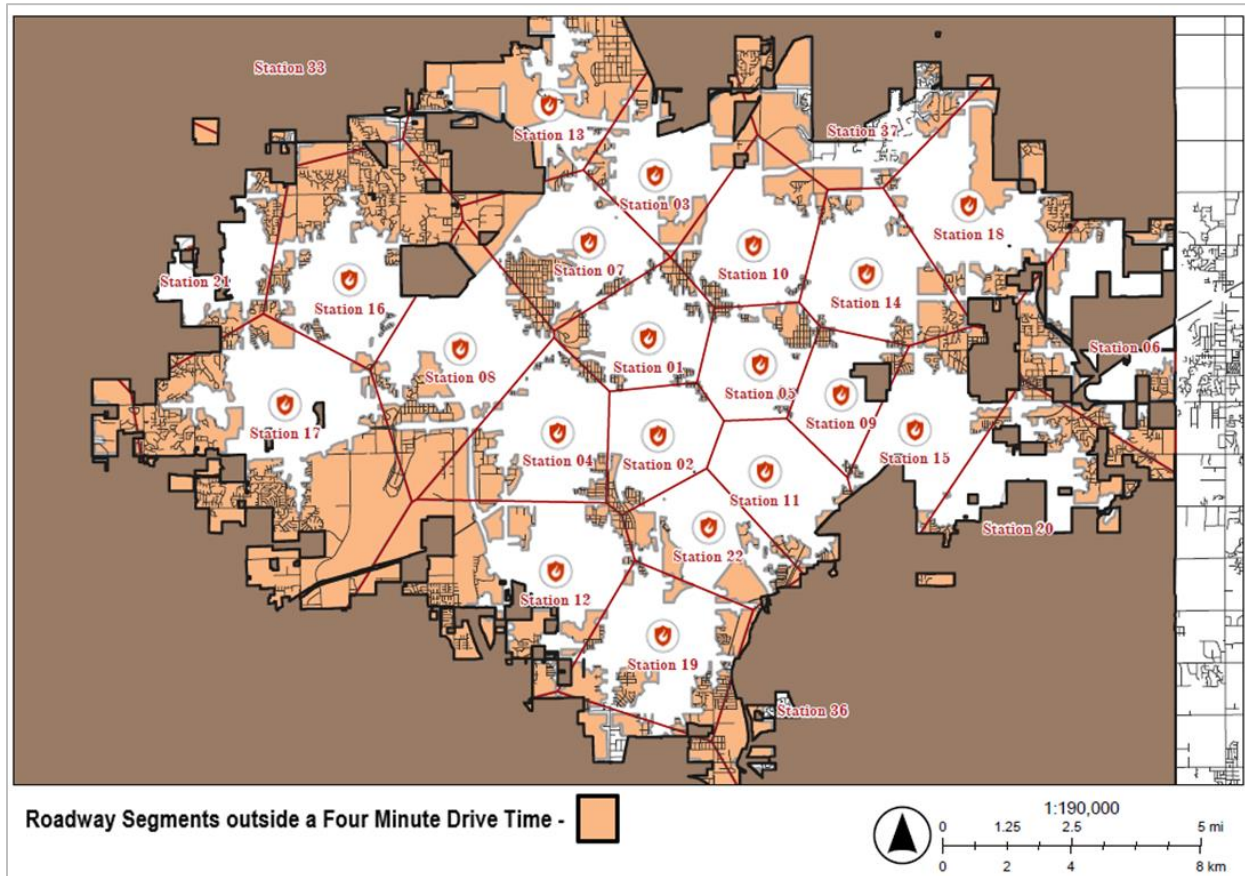 Station 33
Station 13
Station 37
Station 03
Station 18
Station 07
Station 10
Station 21
Station 16
Station 14
Station 06
Station 01
Station 08
Station 05
Station 09
Station 17
Station 04
Station 02
Station 15
Station 11
Station 20
Station 22
Station 12
Station 19
Station 36
Roadway Segments outside a Four Minute Drive Time -
1:190,000
0 1.25 2.5 5 mi
0 2 4 8 km